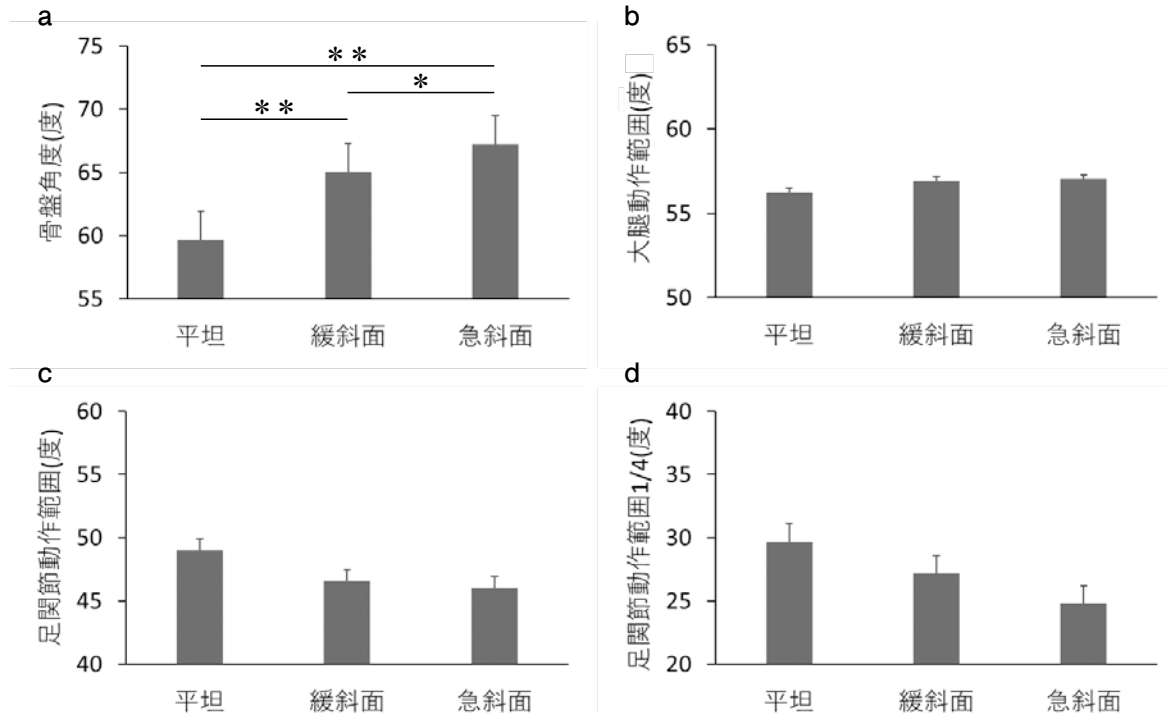 a
骨盤角度(度)
75
70
65
60
55
**
*
**
平坦 緩斜面 急斜面
b
大腿動作範囲(度)
65
60
55
50
平坦 緩斜面 急斜面
c
足関節動作範囲(度)
60
55
50
45
40
平坦 緩斜面 急斜面
d
足関節動作範囲1/4(度)
40
35
30
25
20
平坦 緩斜面 急斜面